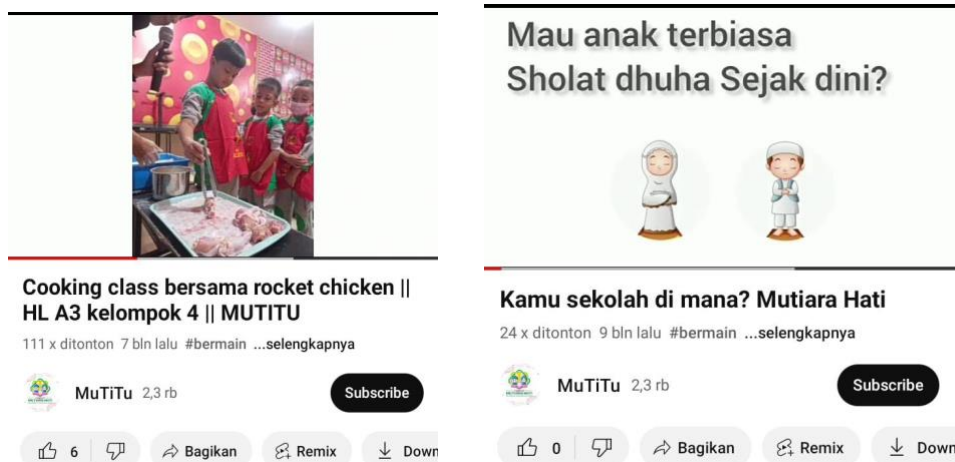 Cooking class bersama rocket chicken ||
HL A3 kelompok 4 || MUTITU
111 x ditonton 7 bln lalu #bermain ...selengkapnya
MuTiTu 2,3 rb
Subscribe
6
Bagikan
Remix
Down
Mau anak terbiasa
Sholat dhuha Sejak dini?
Kamu sekolah di mana? Mutiara Hati
24 x ditonton 9 bln lalu #bermain ...selengkapnya
MuTiTu 2,3 rb
Subscribe
0
Bagikan
Remix
Down